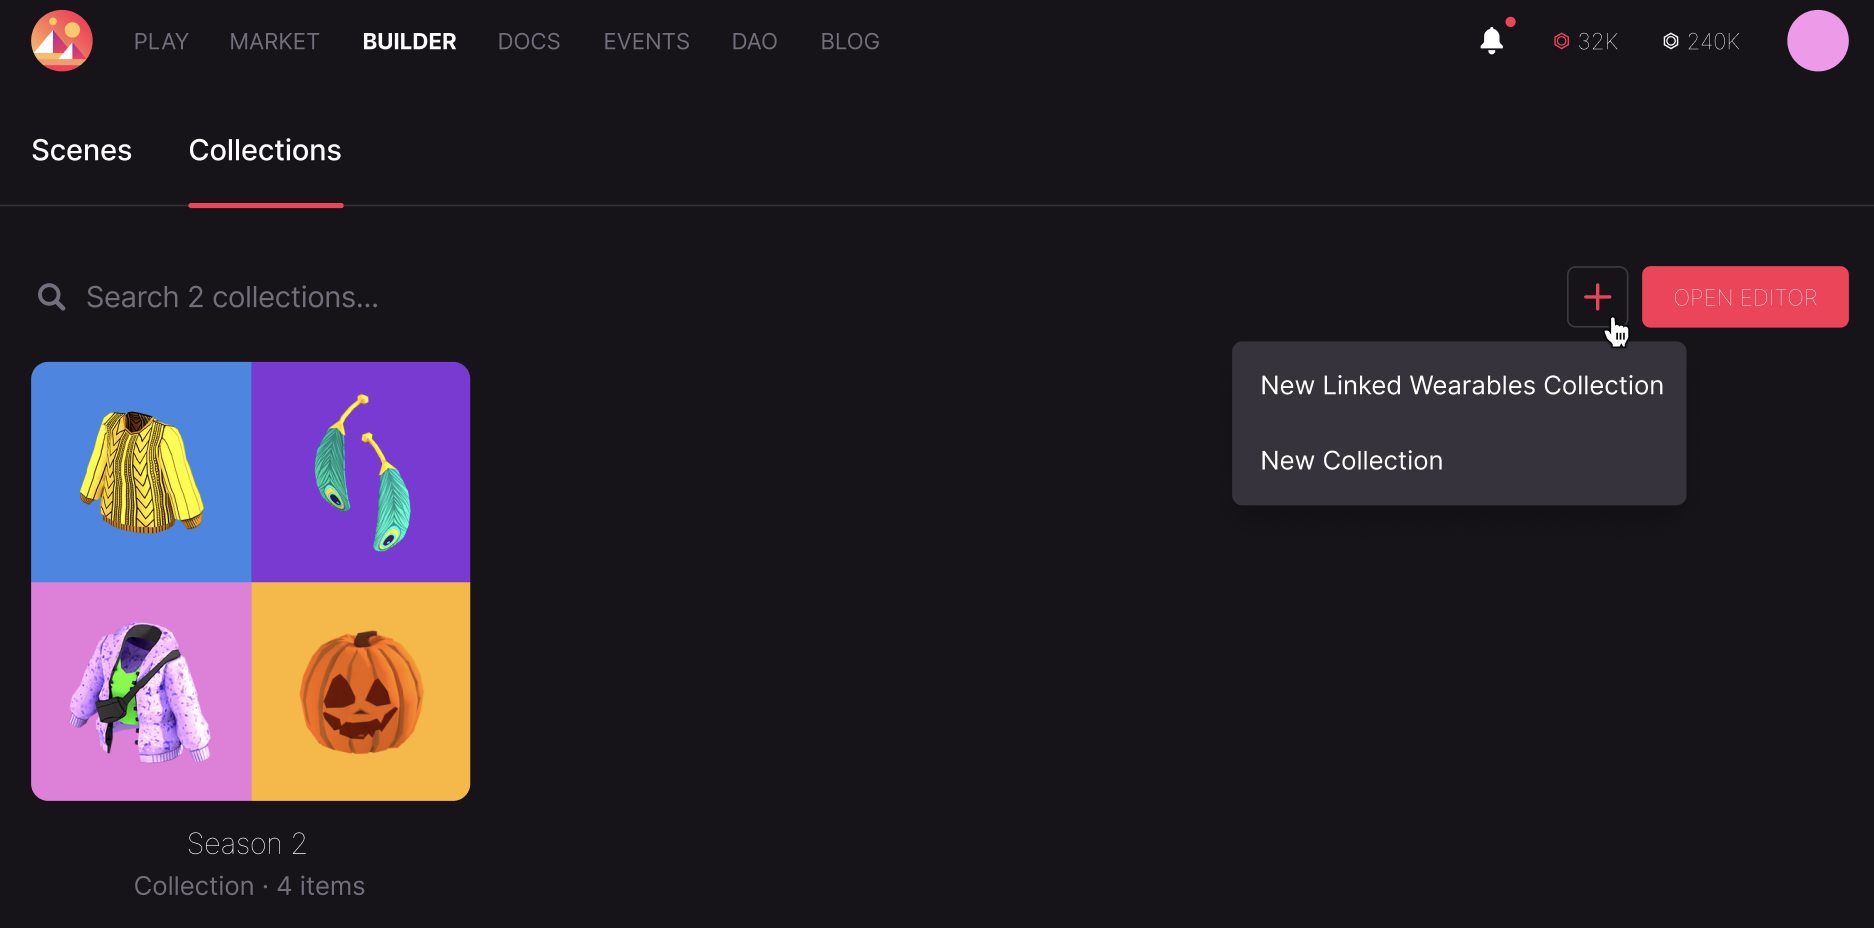 PLAY MARKET BUILDER DOCS EVENTS DAO BLOG 32K 240K
Scenes Collections
Search 2 collections... OPEN EDITOR
New Linked Wearables Collection
New Collection
Season 2
Collection · 4 items